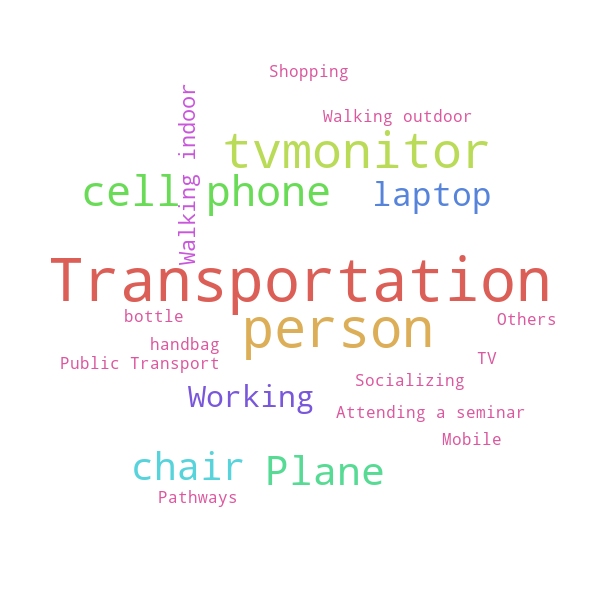 Shopping
Walking outdoor
tvmonitor
Walking indoor
cell phone
laptop
Transportation
person
bottle
Others
handbag
TV
Public Transport
Socializing
Working
Attending a seminar
Mobile
chair
Plane
Pathways